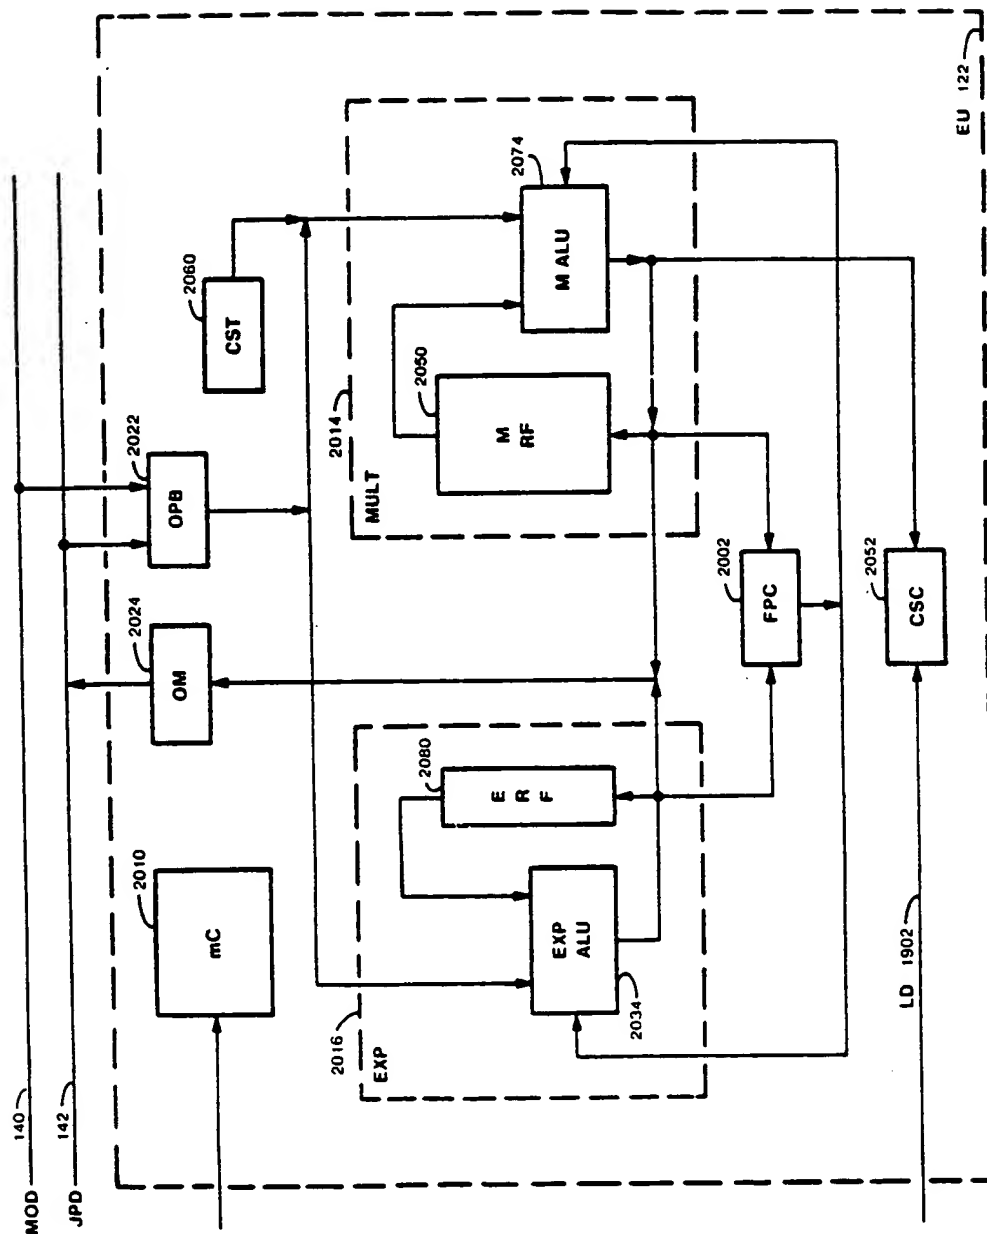 MOD
140
JPD
142
EU 122
2060
CST
2022
OPB
2024
OM
2010
mC
2014
MULT
2050
M
RF
2074
M ALU
2016
EXP
2080
E
R
F
EXP
ALU
2034
2002
FPC
2052
CSC
LD 1902